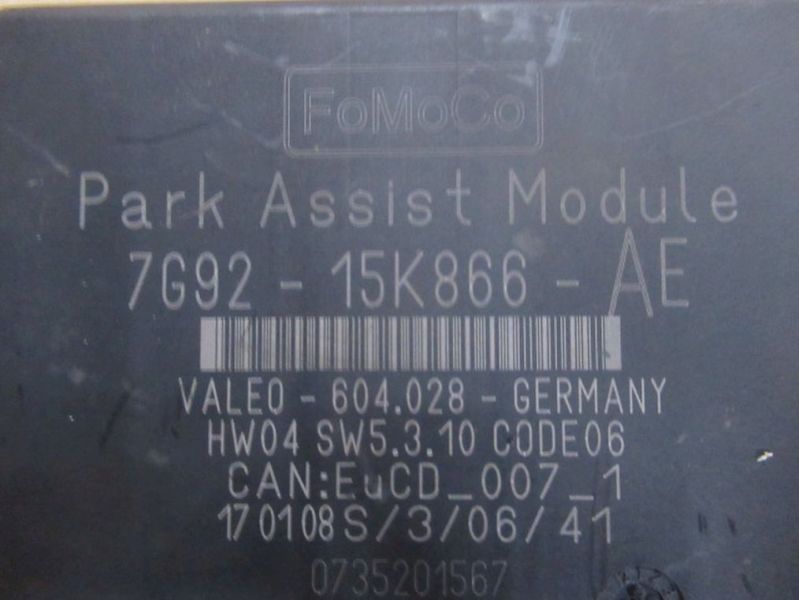 FoMoCo
Park Assist Module
7G92 - 15K866 - AE
VALEO - 604.028 - GERMANY
HW04 SW5.3.10 CODE06
CAN:EuCD_007_1
170108 S/3/06/41
0735201567